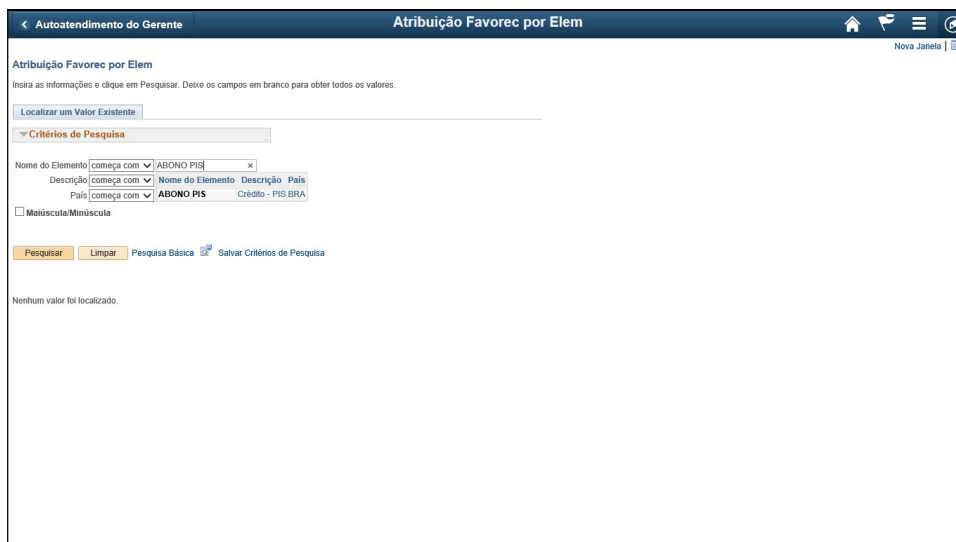 Autoatendimento do Gerente
Atribuição Favorec por Elem
Nova Janela |
Atribuição Favorec por Elem
Insira as informações e clique em Pesquisar. Deixe os campos em branco para obter todos os valores.
Localizar um Valor Existente
Critérios de Pesquisa
Nome do Elemento começa com ABONO PIS ×
Descrição começa com Nome do Elemento Descrição País
País começa com ABONO PIS Crédito - PIS BRA
Maiúscula/Minúscula
Pesquisar Limpar Pesquisa Básica Salvar Critérios de Pesquisa
Nenhum valor foi localizado.